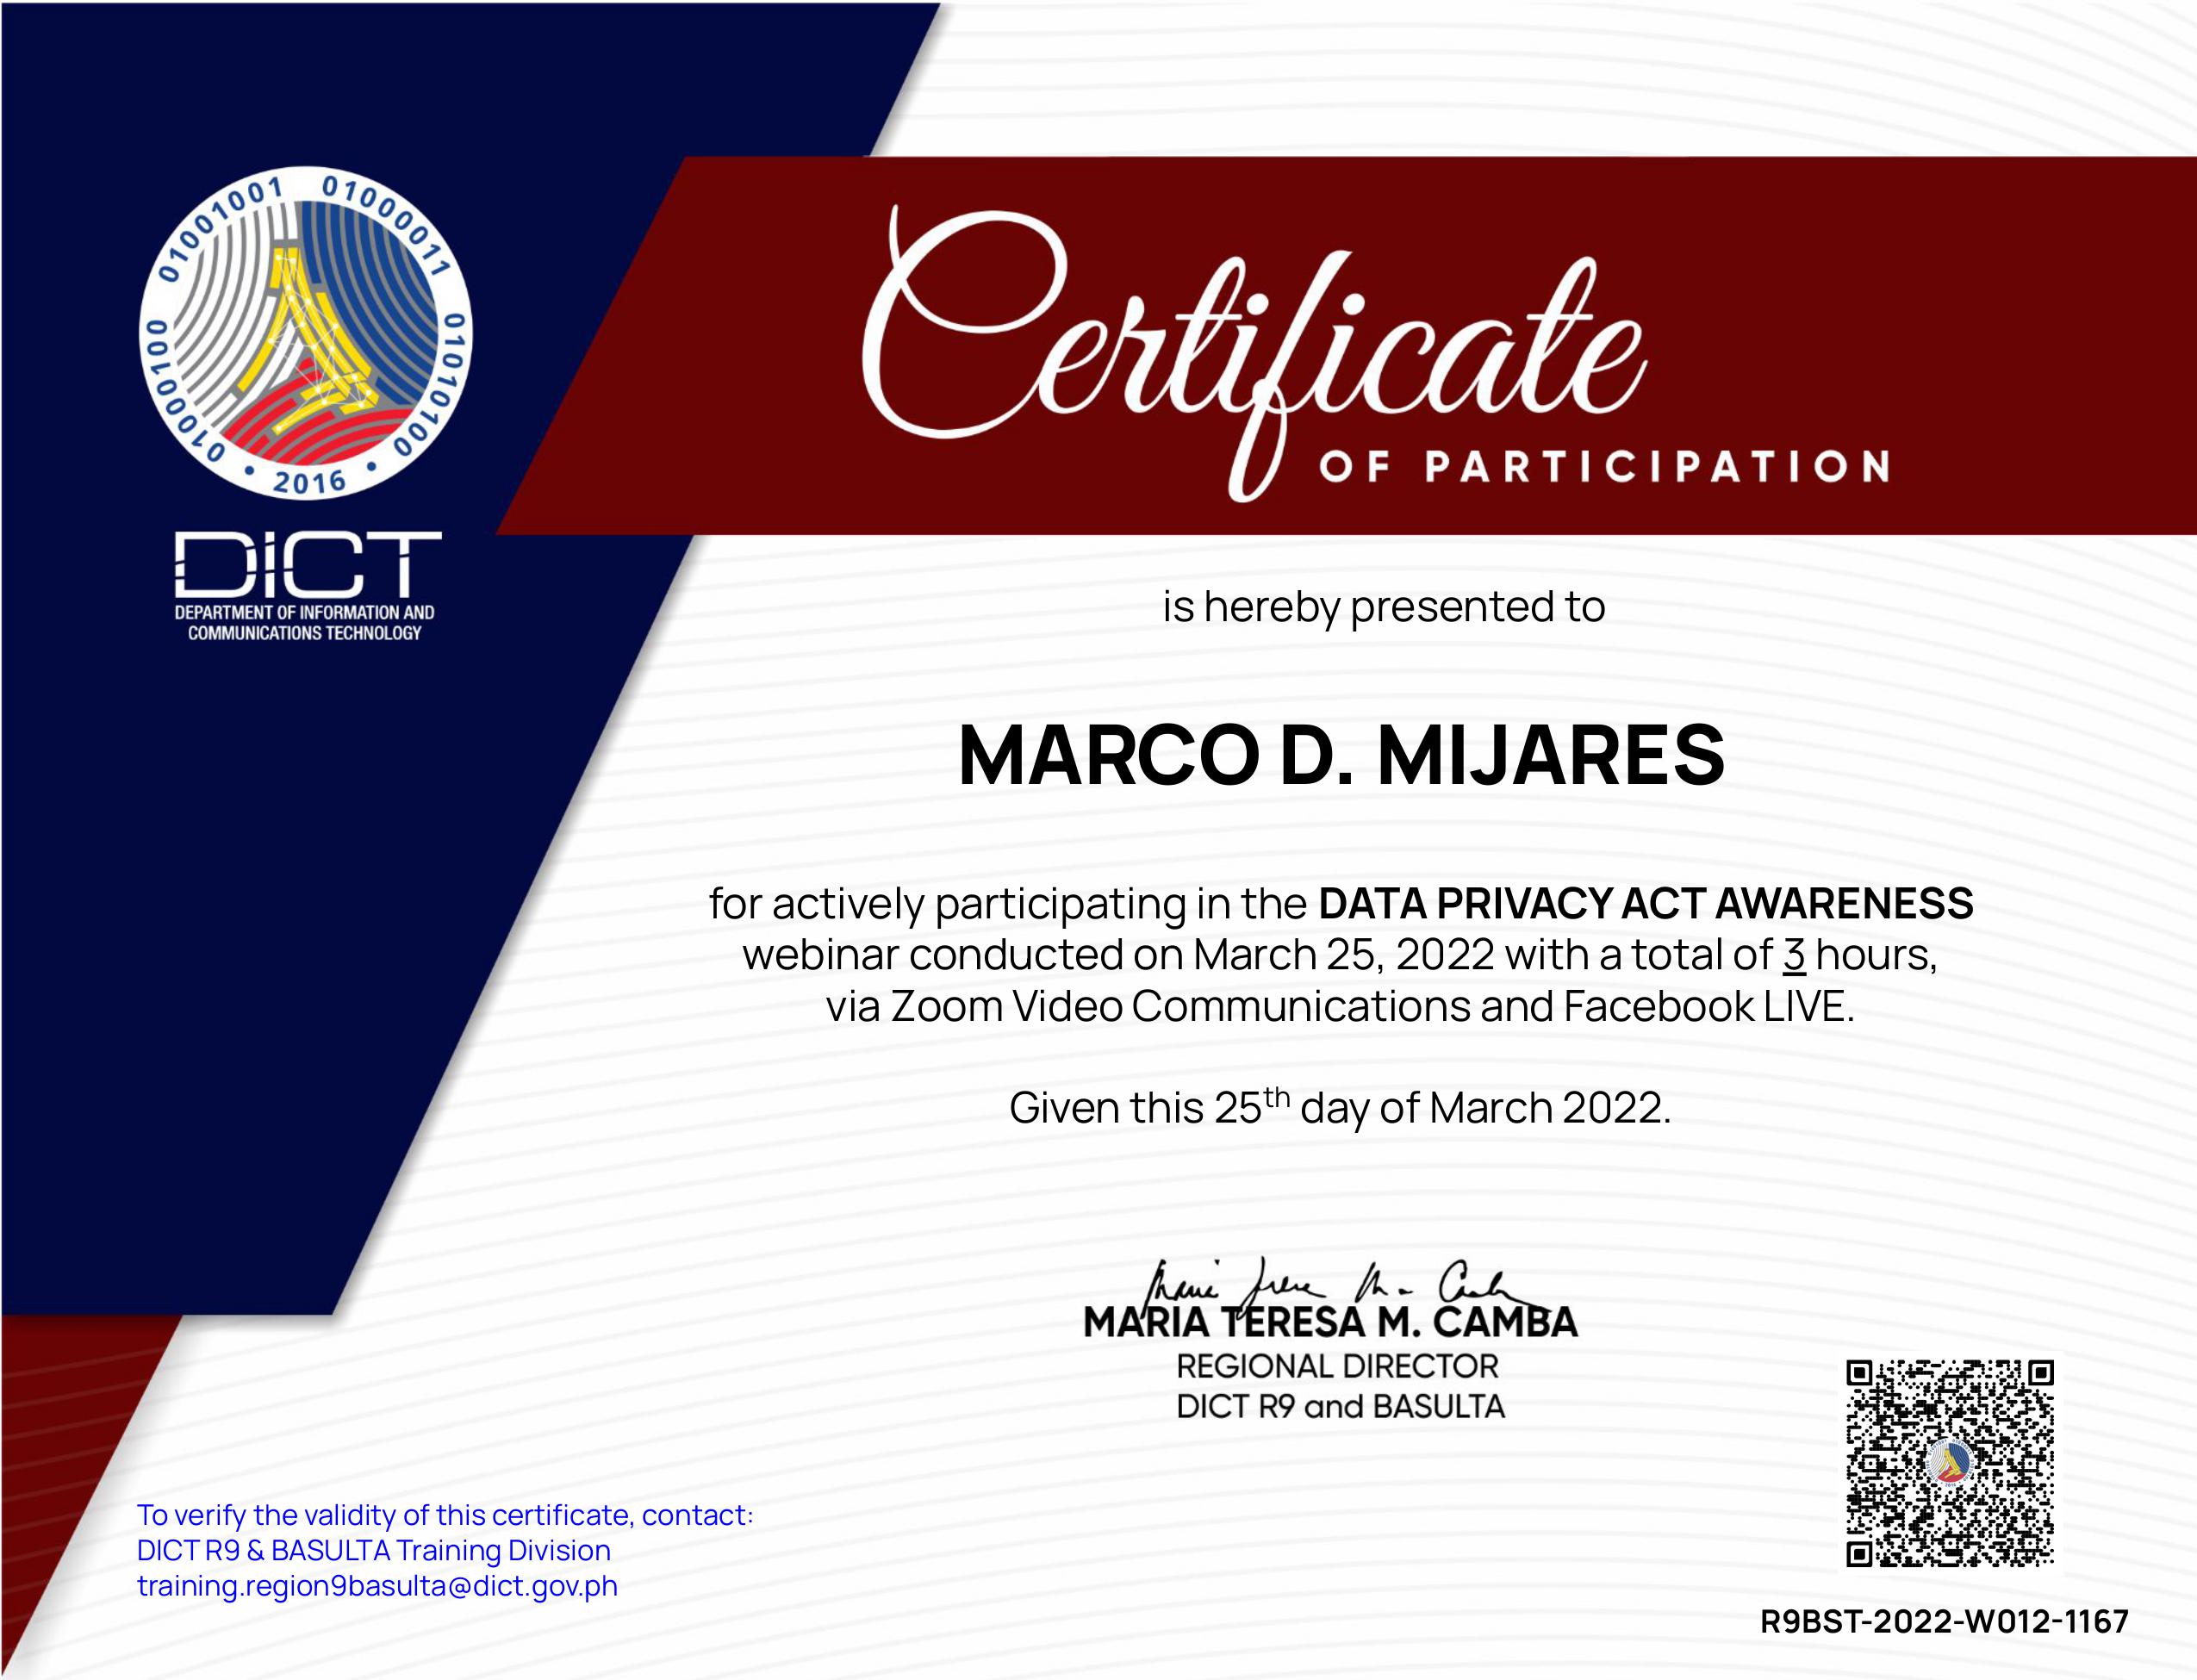 01001001 01000011 01010100 01000100
2016
DICT
DEPARTMENT OF INFORMATION AND
COMMUNICATIONS TECHNOLOGY
Certificate
OF PARTICIPATION
is hereby presented to
MARCO D. MIJARES
for actively participating in the DATA PRIVACY ACT AWARENESS
webinar conducted on March 25, 2022 with a total of 3 hours,
via Zoom Video Communications and Facebook LIVE.
Given this 25th day of March 2022.
MARIA TERESA M. CAMBA
REGIONAL DIRECTOR
DICT R9 and BASULTA
To verify the validity of this certificate, contact:
DICT R9 & BASULTA Training Division
training.region9basulta@dict.gov.ph
R9BST-2022-W012-1167